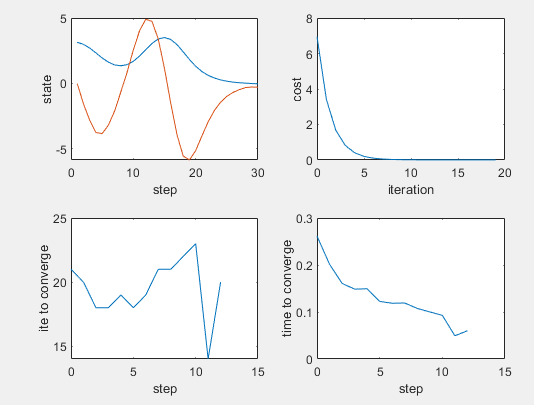 state
5
0
-5
0 10 20 30
step
cost
8
6
4
2
0
0 5 10 15 20
iteration
ite to converge
25
20
15
0 5 10 15
step
time to converge
0.3
0.2
0.1
0
0 5 10 15
step